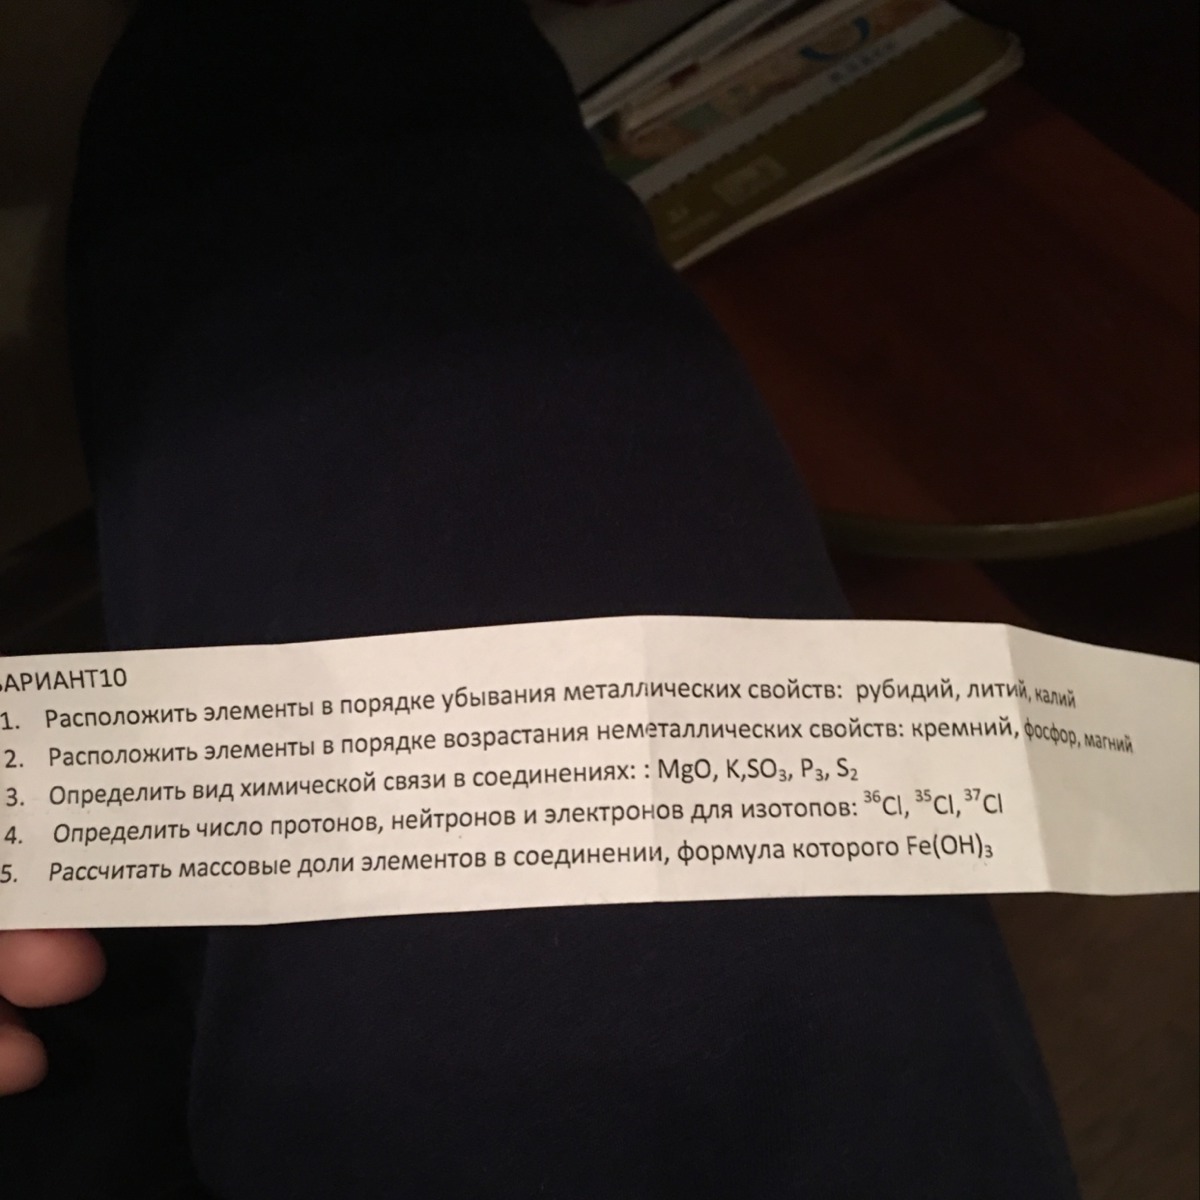 ВАРИАНТ10
1. Расположить элементы в порядке убывания металлических свойств: рубидий, литий, калий
2. Расположить элементы в порядке возрастания неметаллических свойств: кремний, фосфор, магний
3. Определить вид химической связи в соединениях: : MgO, K,SO₃, P₃, S₂
4. Определить число протонов, нейтронов и электронов для изотопов: ³⁶Cl, ³⁵Cl, ³⁷Cl
5. Рассчитать массовые доли элементов в соединении, формула которого Fe(OH)₃